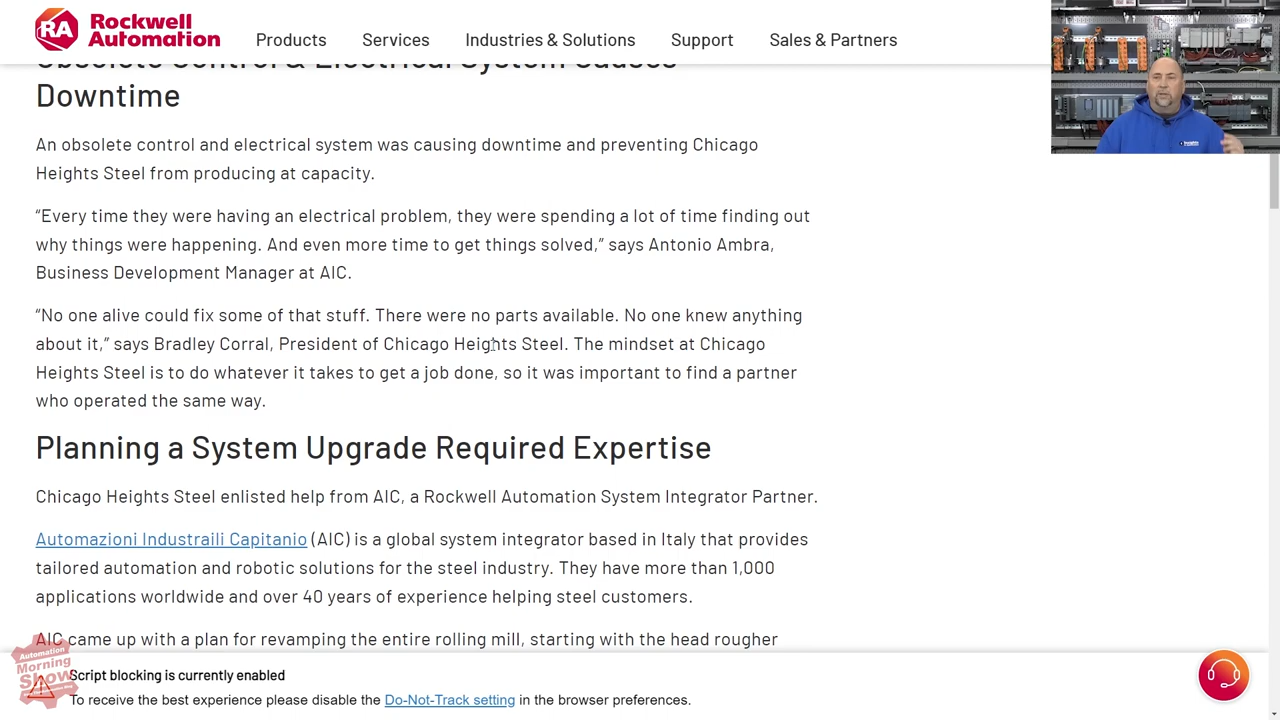 Rockwell
Automation
Products
Services
Industries & Solutions
Support
Sales & Partners
Obsolete Control & Electrical System Causes
Downtime
An obsolete control and electrical system was causing downtime and preventing Chicago
Heights Steel from producing at capacity.
“Every time they were having an electrical problem, they were spending a lot of time finding out
why things were happening. And even more time to get things solved,” says Antonio Ambra,
Business Development Manager at AIC.
“No one alive could fix some of that stuff. There were no parts available. No one knew anything
about it,” says Bradley Corral, President of Chicago Heights Steel. The mindset at Chicago
Heights Steel is to do whatever it takes to get a job done, so it was important to find a partner
who operated the same way.
Planning a System Upgrade Required Expertise
Chicago Heights Steel enlisted help from AIC, a Rockwell Automation System Integrator Partner.
Automazioni Industraili Capitanio (AIC) is a global system integrator based in Italy that provides
tailored automation and robotic solutions for the steel industry. They have more than 1,000
applications worldwide and over 40 years of experience helping steel customers.
AIC came up with a plan for revamping the entire rolling mill, starting with the head rougher
Automation
Morning
Show
Script blocking is currently enabled
To receive the best experience please disable the Do-Not-Track setting in the browser preferences.